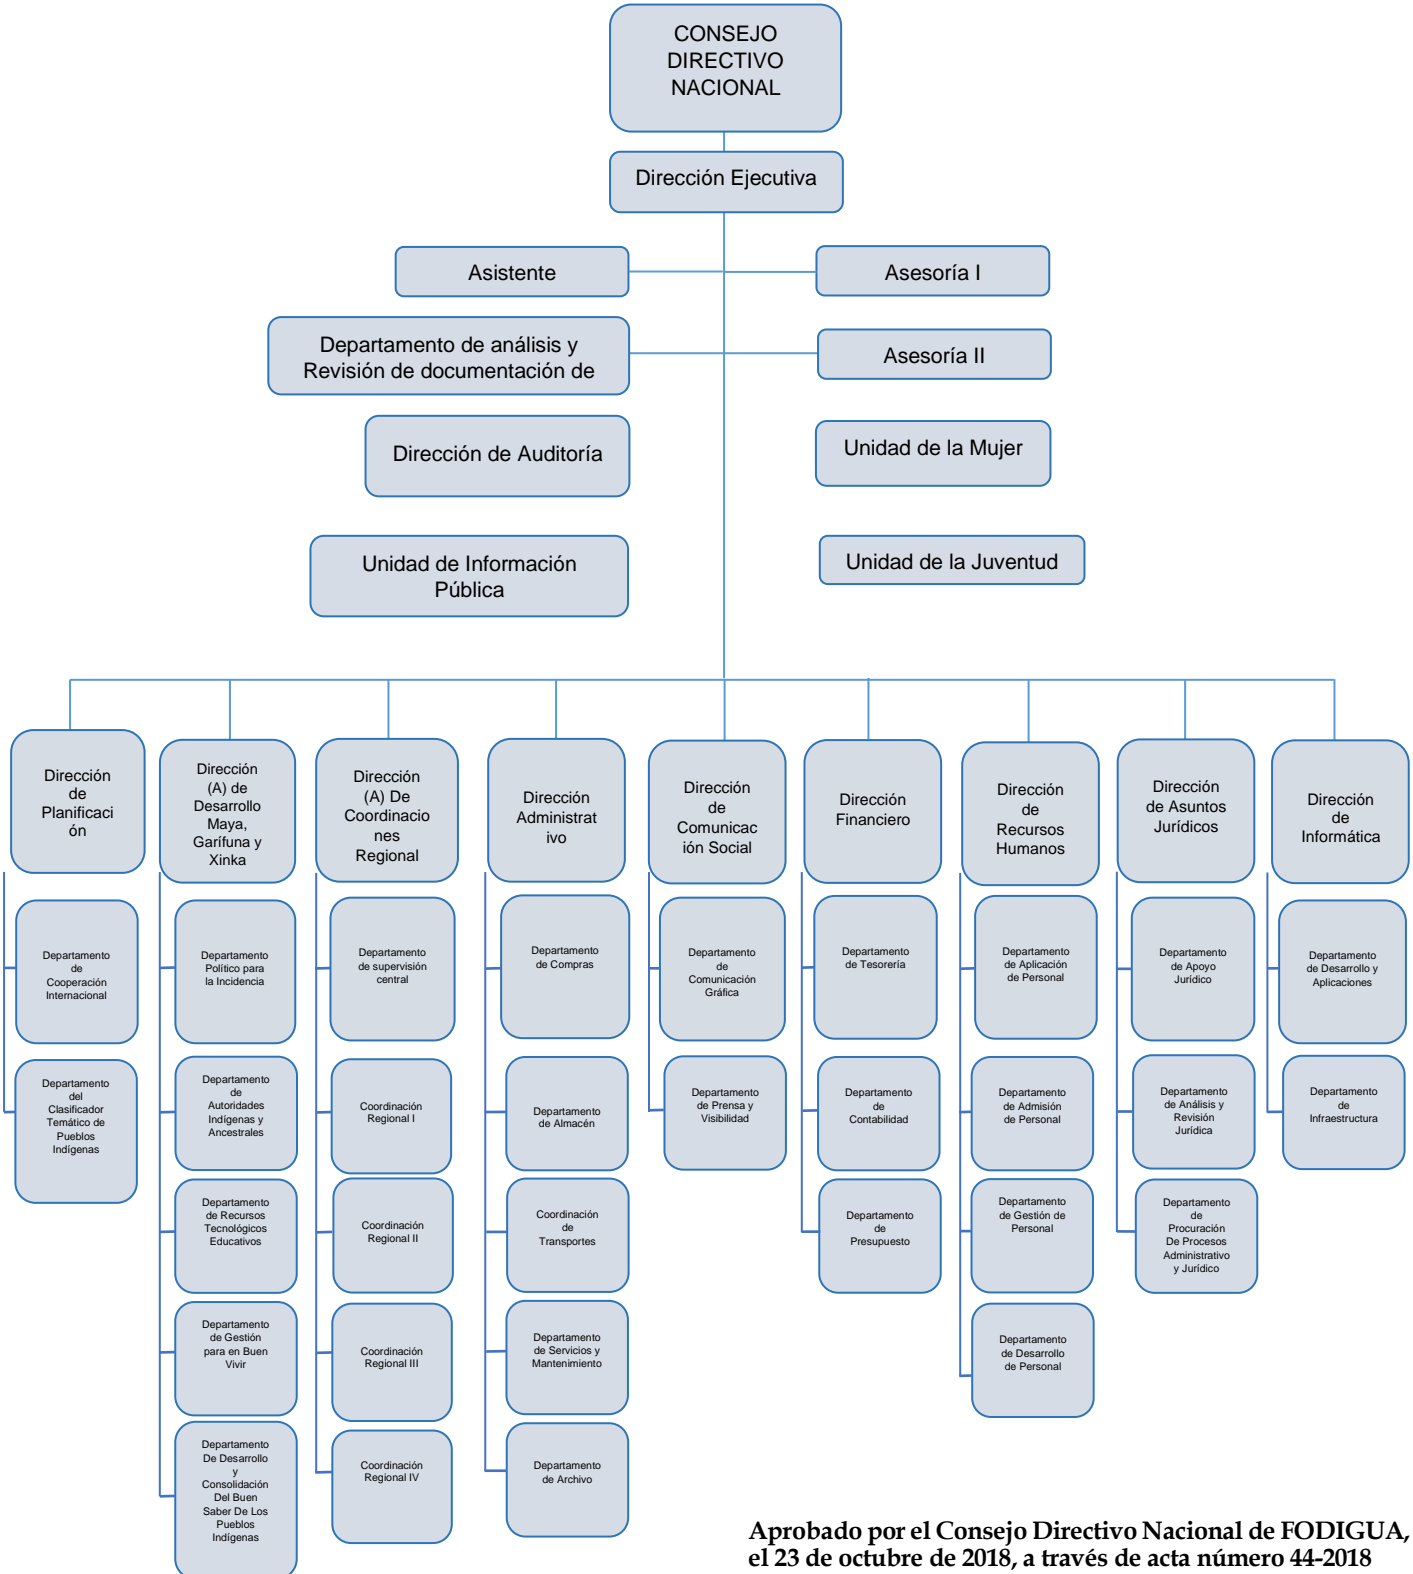 CONSEJO
DIRECTIVO
NACIONAL
Dirección Ejecutiva
Asistente
Asesoría I
Departamento de análisis y
Revisión de documentación de
Asesoría II
Dirección de Auditoría
Unidad de la Mujer
Unidad de Información
Pública
Unidad de la Juventud
Dirección
de
Planificaci
ón
Dirección
(A) de
Desarrollo
Maya,
Garífuna y
Xinka
Dirección
(A) De
Coordinacio
nes
Regional
Dirección
Administrat
ivo
Dirección
de
Comunicac
ión Social
Dirección
Financiero
Dirección
de
Recursos
Humanos
Dirección
de Asuntos
Jurídicos
Dirección
de
Informática
Departamento
de
Cooperación
Internacional
Departamento
del
Clasificador
Temático de
Pueblos
Indígenas
Departamento
Político para
la Incidencia
Departamento
de
Autoridades
Indígenas y
Ancestrales
Departamento
de Recursos
Tecnológicos
Educativos
Departamento
de Gestión
para en Buen
Vivir
Departamento
De Desarrollo
y
Consolidación
Del Buen
Saber De Los
Pueblos
Indígenas
Departamento
de supervisión
central
Coordinación
Regional I
Coordinación
Regional II
Coordinación
Regional III
Coordinación
Regional IV
Departamento
de Compras
Departamento
de Almacén
Coordinación
de
Transportes
Departamento
de Servicios y
Mantenimiento
Departamento
de Archivo
Departamento
de
Comunicación
Gráfica
Departamento
de Prensa y
Visibilidad
Departamento
de Tesorería
Departamento
de
Contabilidad
Departamento
de
Presupuesto
Departamento
de Aplicación
de Personal
Departamento
de Admisión
de Personal
Departamento
de Gestión de
Personal
Departamento
de Desarrollo
de Personal
Departamento
de Apoyo
Jurídico
Departamento
de Análisis y
Revisión
Jurídica
Departamento
de
Procuración
De Procesos
Administrativo
y Jurídico
Departamento
de Desarrollo y
Aplicaciones
Departamento
de
Infraestructura
Aprobado por el Consejo Directivo Nacional de FODIGUA,
el 23 de octubre de 2018, a través de acta número 44-2018